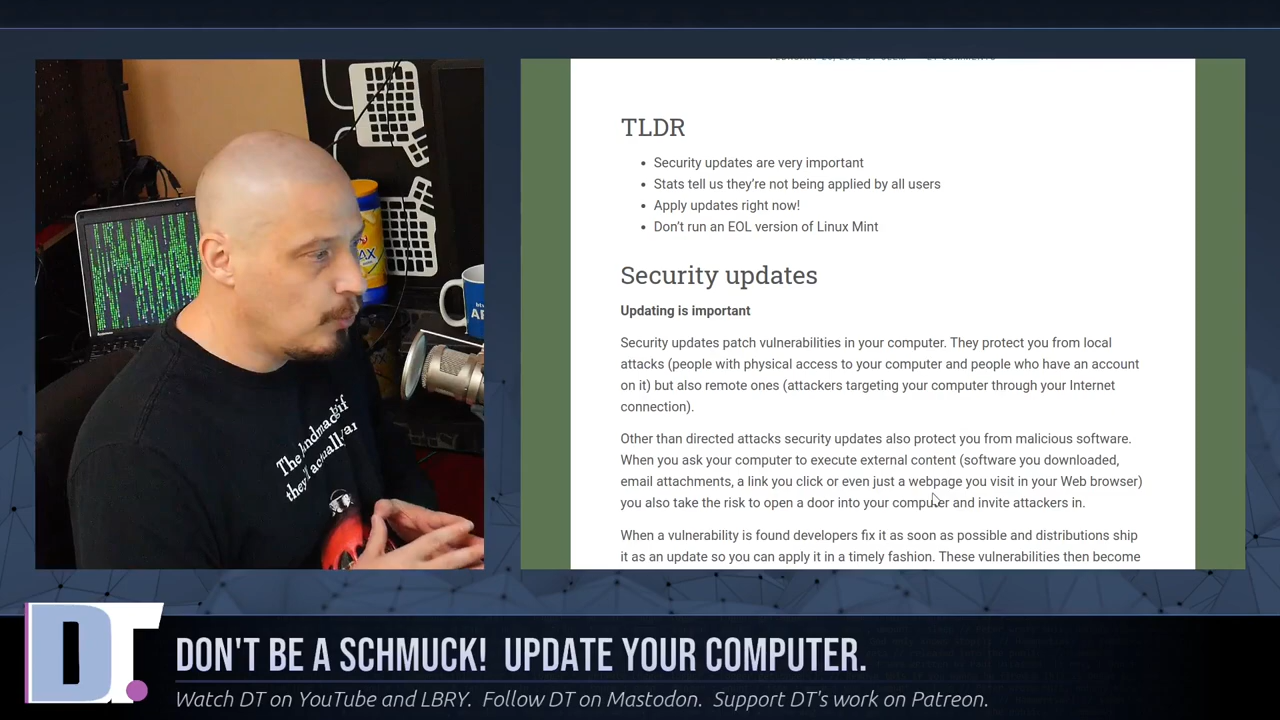 TLDR
• Security updates are very important
• Stats tell us they're not being applied by all users
• Apply updates right now!
• Don't run an EOL version of Linux Mint
Security updates
Updating is important
Security updates patch vulnerabilities in your computer. They protect you from local
attacks (people with physical access to your computer and people who have an account
on it) but also remote ones (attackers targeting your computer through your Internet
connection).
Other than directed attacks security updates also protect you from malicious software.
When you ask your computer to execute external content (software you downloaded,
email attachments, a link you click or even just a webpage you visit in your Web browser)
you also take the risk to open a door into your computer and invite attackers in.
When a vulnerability is found developers fix it as soon as possible and distributions ship
it as an update so you can apply it in a timely fashion. These vulnerabilities then become
DT.
DON'T BE A SCHMUCK! UPDATE YOUR COMPUTER.
Watch DT on YouTube and LBRY. Follow DT on Mastodon. Support DT's work on Patreon.